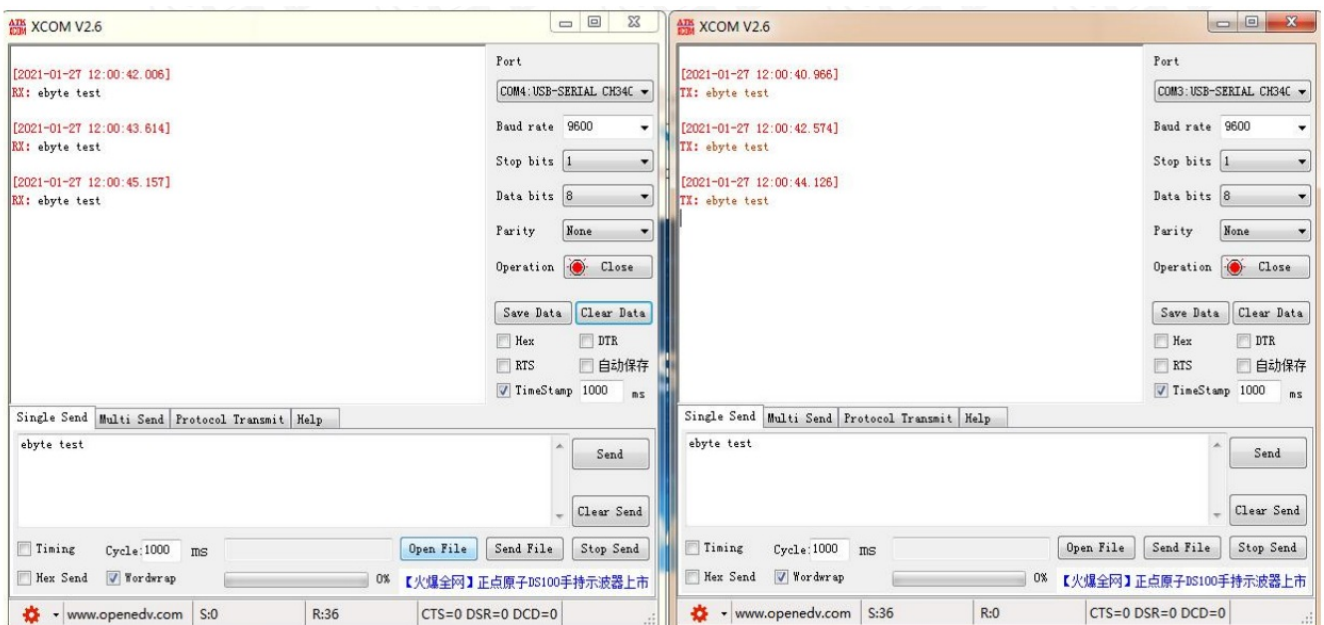 ATK XCOM XCOM V2.6
[2021-01-27 12:00:42.006]
RX: ebyte test
[2021-01-27 12:00:43.614]
RX: ebyte test
[2021-01-27 12:00:45.157]
RX: ebyte test
Port
COM4:USB-SERIAL CH34C
Baud rate 9600
Stop bits 1
Data bits 8
Parity None
Operation Close
Save Data Clear Data
Hex DTR
RTS 自动保存
TimeStamp 1000 ms
Single Send Multi Send Protocol Transmit Help
ebyte test
Send
Clear Send
Timing Cycle:1000 ms Open File Send File Stop Send
Hex Send Wordwrap 0% 【火爆全网】正点原子DS100手持示波器上市
www.openedv.com S:0 R:36 CTS=0 DSR=0 DCD=0
ATK XCOM XCOM V2.6
[2021-01-27 12:00:40.966]
TX: ebyte test
[2021-01-27 12:00:42.574]
TX: ebyte test
[2021-01-27 12:00:44.126]
TX: ebyte test
Port
COM3:USB-SERIAL CH34C
Baud rate 9600
Stop bits 1
Data bits 8
Parity None
Operation Close
Save Data Clear Data
Hex DTR
RTS 自动保存
TimeStamp 1000 ms
Single Send Multi Send Protocol Transmit Help
ebyte test
Send
Clear Send
Timing Cycle:1000 ms Open File Send File Stop Send
Hex Send Wordwrap 0% 【火爆全网】正点原子DS100手持示波器上市
www.openedv.com S:36 R:0 CTS=0 DSR=0 DCD=0